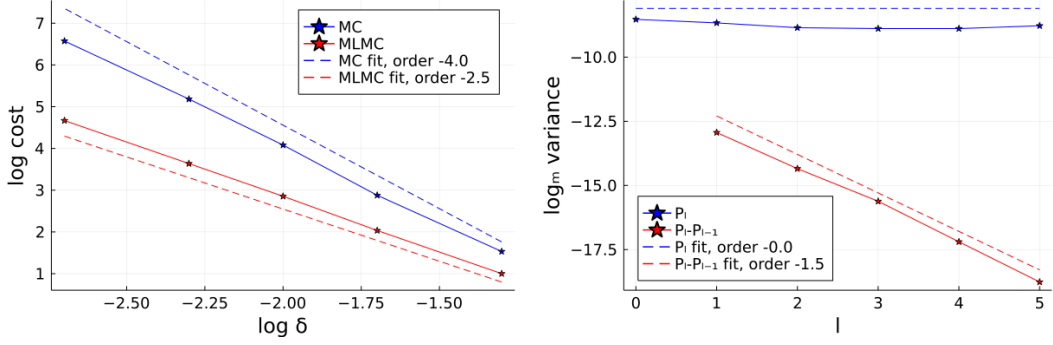 7
6
5
4
3
2
1
log cost
MC
MLMC
MC fit, order -4.0
MLMC fit, order -2.5
−2.50
−2.25
−2.00
−1.75
−1.50
log δ
−10.0
−12.5
−15.0
−17.5
logₘ variance
Pₗ
Pₗ-Pₗ₋₁
Pₗ fit, order -0.0
Pₗ-Pₗ₋₁ fit, order -1.5
0
1
2
3
4
5
l